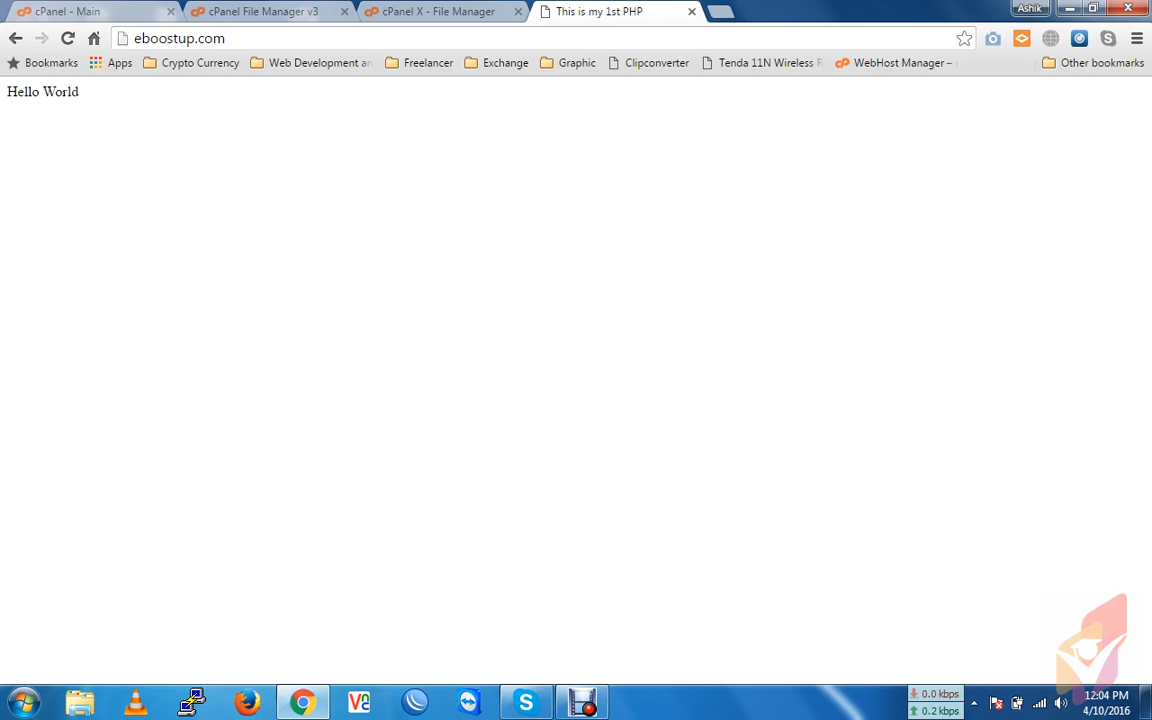 cPanel - Main
cPanel File Manager v3
cPanel X - File Manager
This is my 1st PHP
Ashik
eboostup.com
Bookmarks
Apps
Crypto Currency
Web Development an
Freelancer
Exchange
Graphic
Clipconverter
Tenda 11N Wireless R
WebHost Manager –
Other bookmarks
Hello World
0.0 kbps
0.2 kbps
12:04 PM
4/10/2016